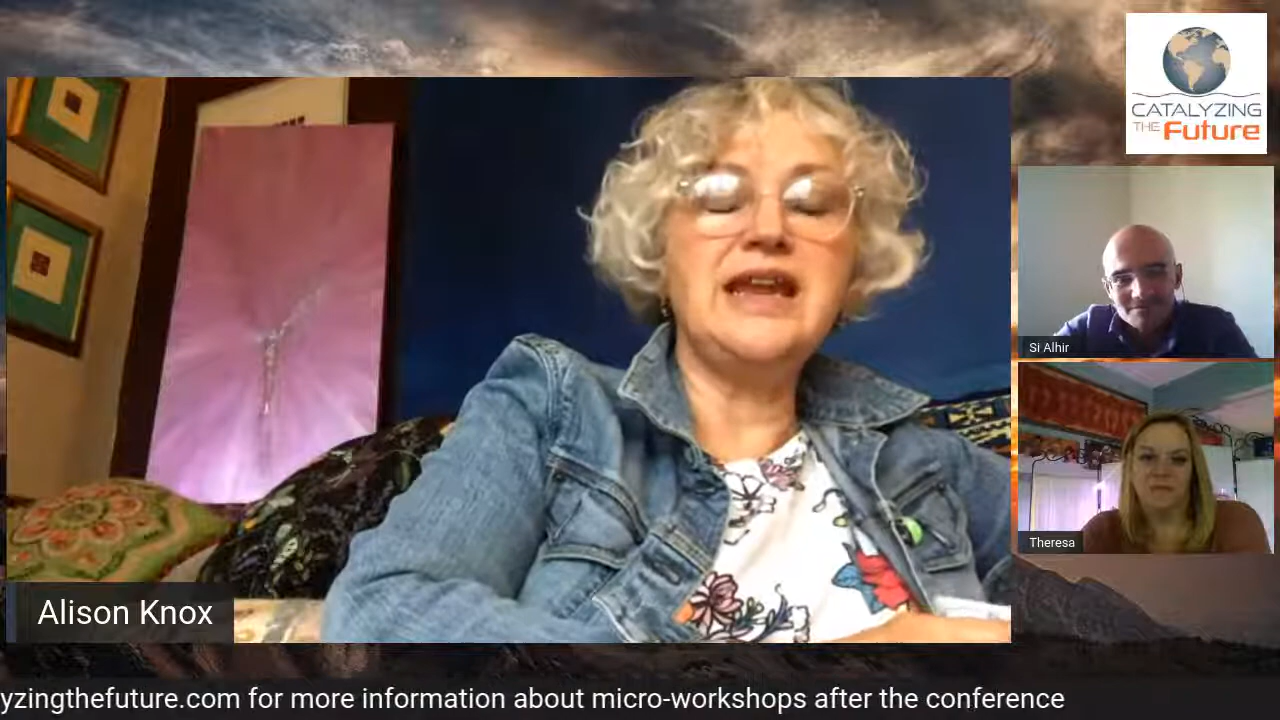 CATALYZING
THE Future
Si Alhir
Theresa
Alison Knox
yzingthefuture.com for more information about micro-workshops after the conference